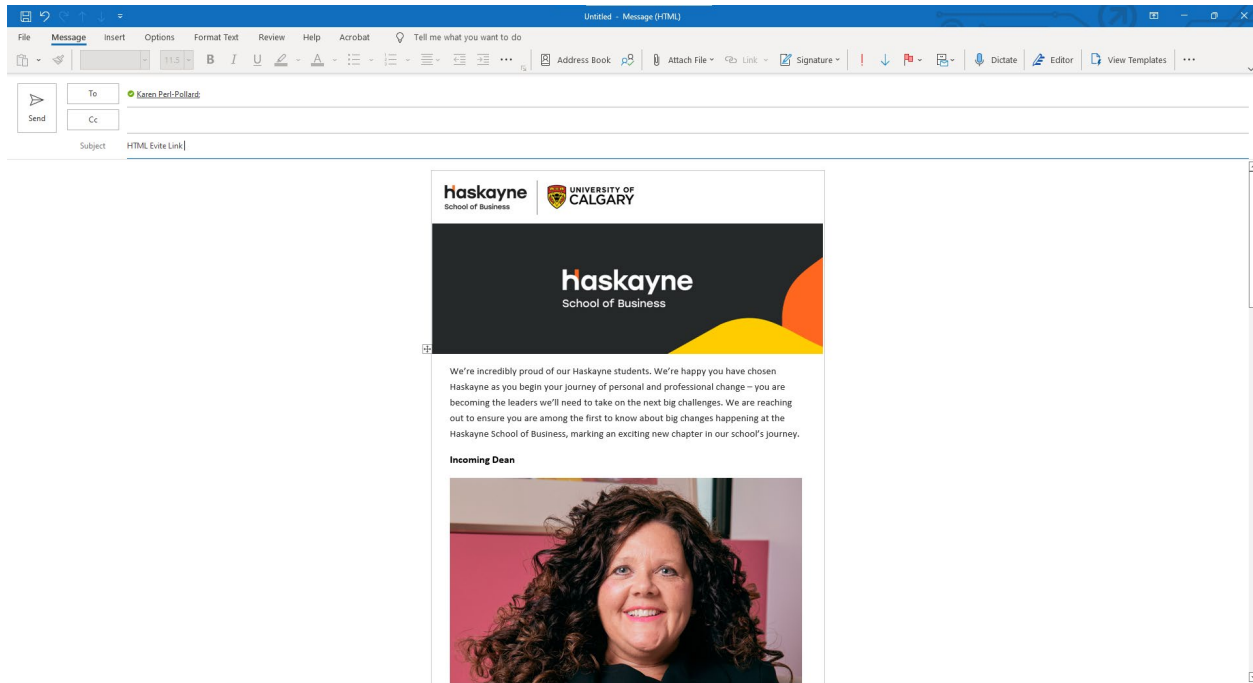 Untitled - Message (HTML)
File Message Insert Options Format Text Review Help Acrobat Tell me what you want to do
11.5 B I U A Address Book Attach File Link Signature Dictate Editor View Templates
To Karen Perl-Pollard;
Send Cc
Subject HTML Evite Link
Haskayne UNIVERSITY OF
School of Business CALGARY
Haskayne
School of Business
We're incredibly proud of our Haskayne students. We're happy you have chosen
Haskayne as you begin your journey of personal and professional change – you are
becoming the leaders we'll need to take on the next big challenges. We are reaching
out to ensure you are among the first to know about big changes happening at the
Haskayne School of Business, marking an exciting new chapter in our school's journey.
Incoming Dean